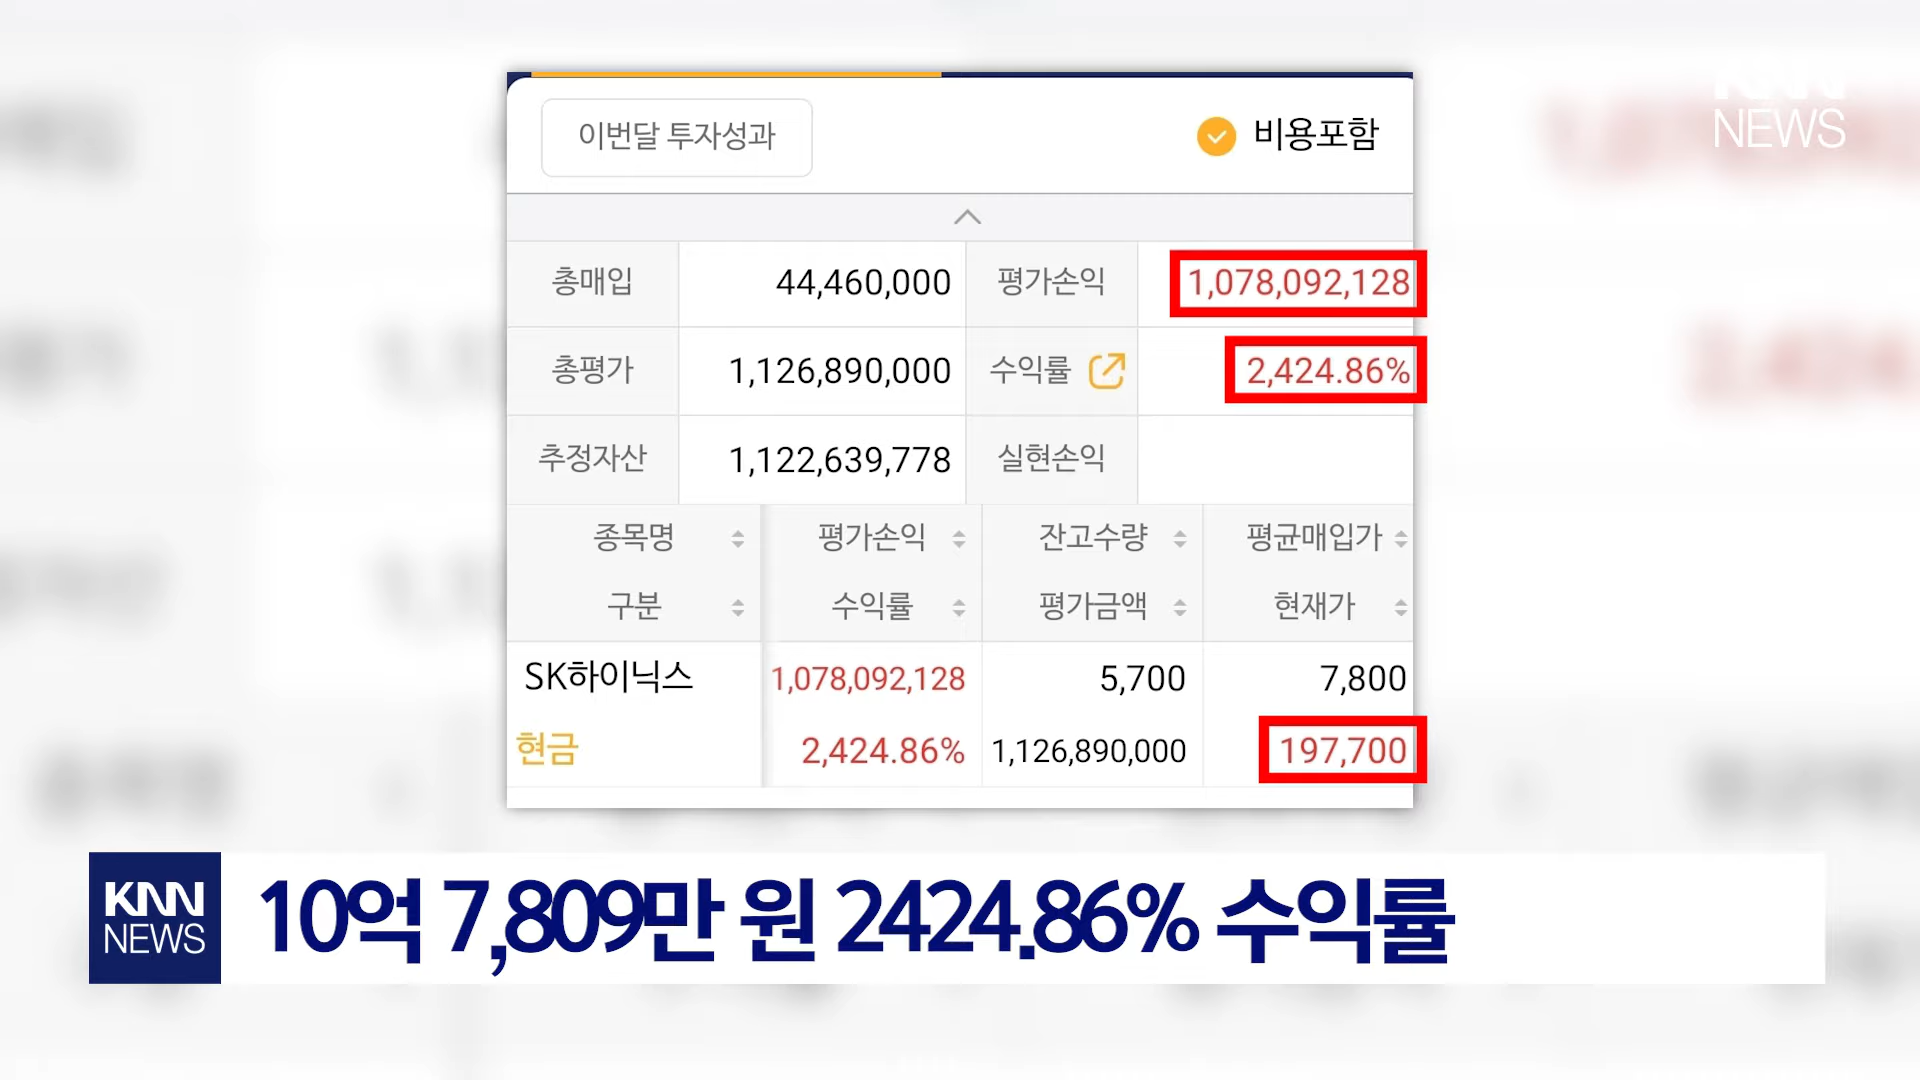 이번달 투자성과 비용포함
KNN
NEWS
총매입 44,460,000 평가손익 1,078,092,128
총평가 1,126,890,000 수익률 2,424.86%
추정자산 1,122,639,778 실현손익
종목명 평가손익 잔고수량 평균매입가
구분 수익률 평가금액 현재가
SK하이닉스 1,078,092,128 5,700 7,800
현금 2,424.86% 1,126,890,000 197,700
KNN
NEWS
10억 7,809만 원 2424.86% 수익률